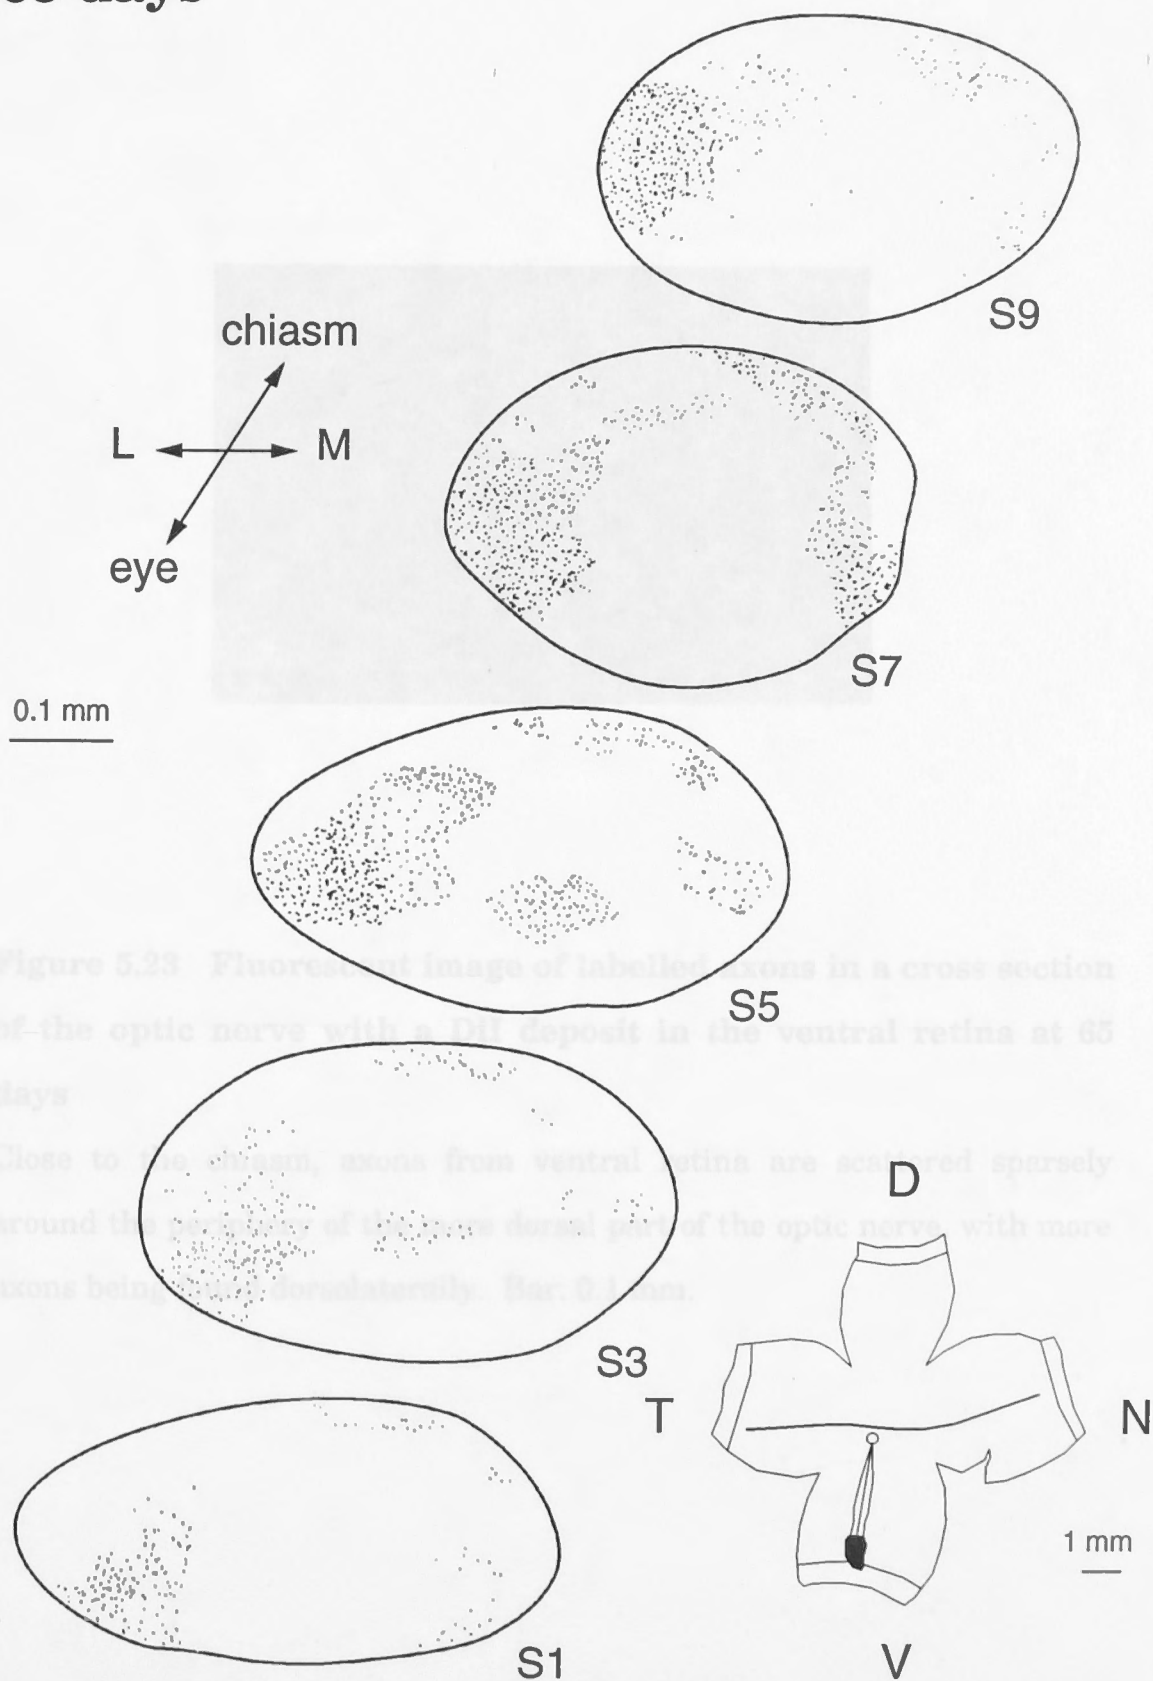 days
S9
chiasm
L M
eye
S7
0.1 mm
Figure 5.23 Fluorescent image of labelled axons in a cross section
S5
of the optic nerve with a DiI deposit in the ventral retina at 65
days
Close to the chiasm, axons from ventral retina are scattered sparsely
D
around the periphery of the more dorsal part of the optic nerve, with more
axons being found dorsolaterally. Bar: 0.1 mm.
S3
T N
1 mm
S1 V